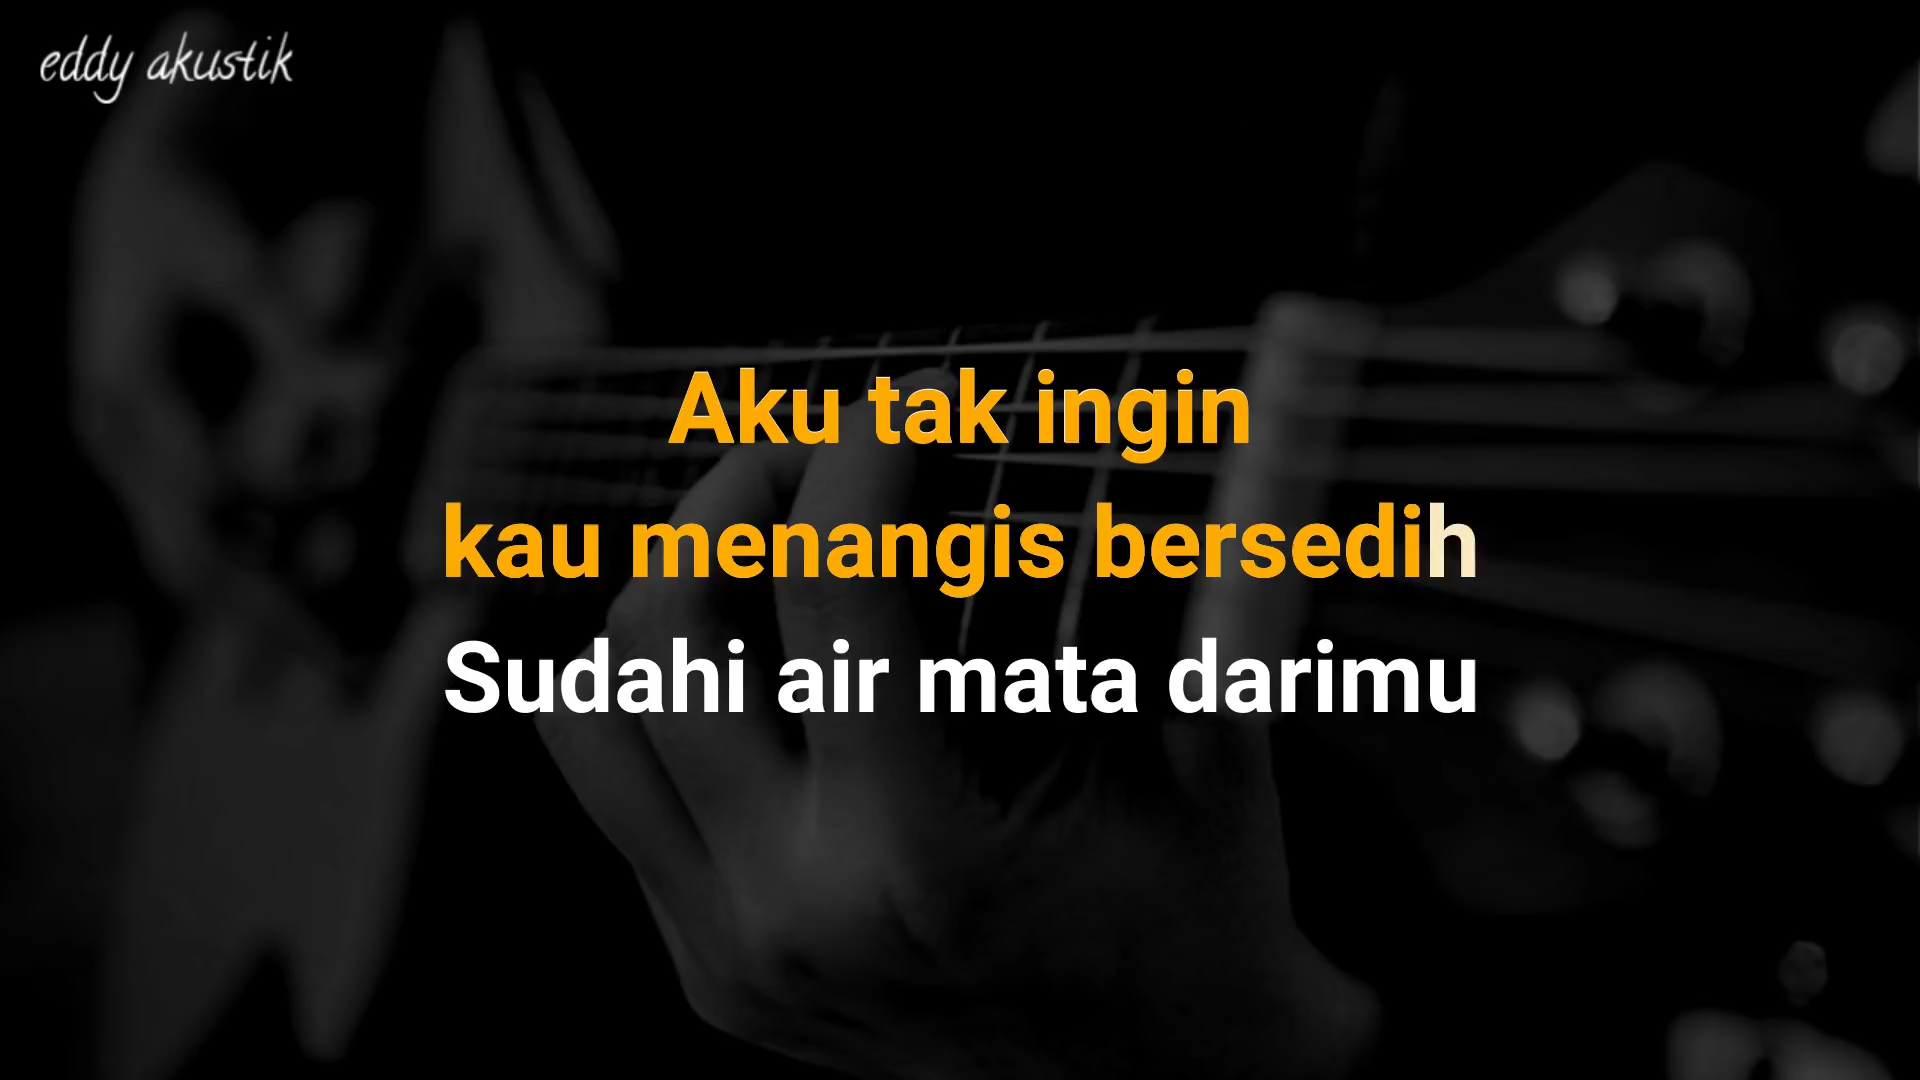 eddy akustik
Aku tak ingin
kau menangis bersedih
Sudahi air mata darimu